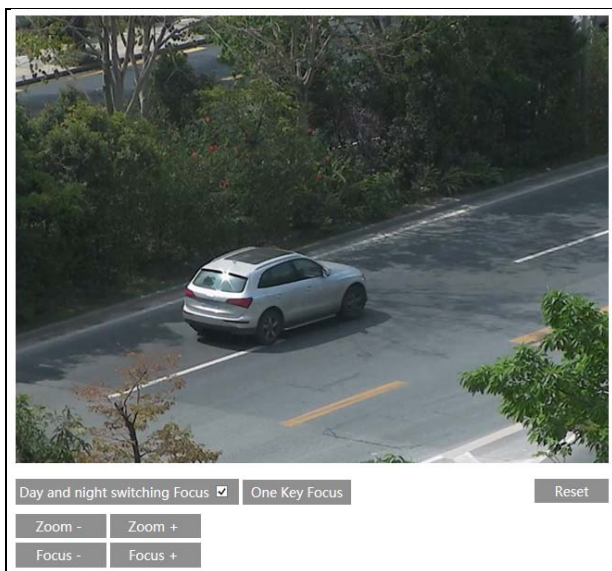 Day and night switching Focus One Key Focus Reset
Zoom - Zoom +
Focus - Focus +